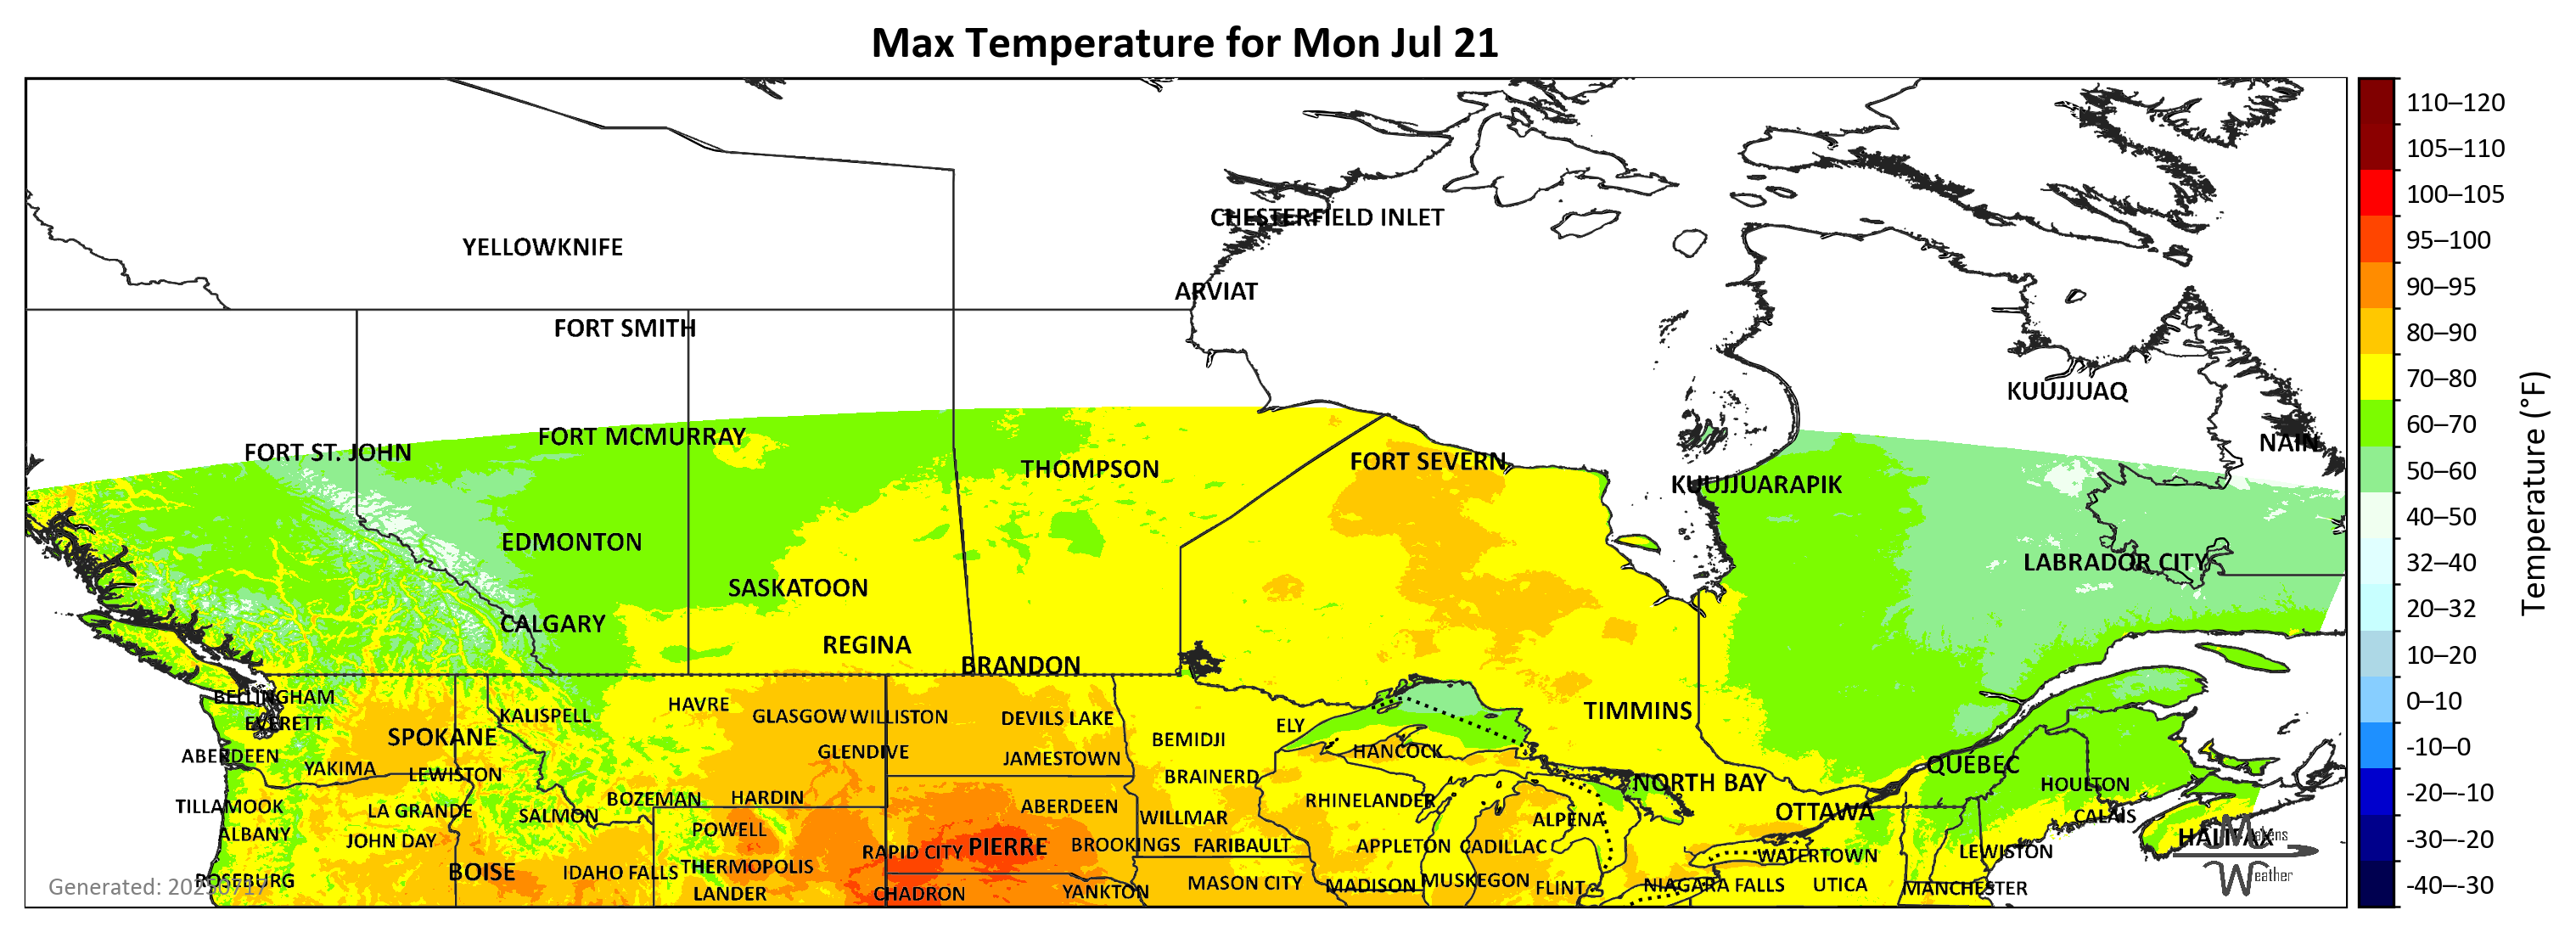 Max Temperature for Mon Jul 21
CHESTERFIELD INLET
YELLOWKNIFE
ARVIAT
FORT SMITH
KUUJJUAQ
FORT MCMURRAY
NAIN
FORT ST. JOHN
FORT SEVERN
THOMPSON
KUUJJUARAPIK
EDMONTON
LABRADOR CITY
SASKATOON
CALGARY
REGINA
BRANDON
BELLINGHAM
HAVRE
KALISPELL
GLASGOW WILLISTON
DEVILS LAKE
TIMMINS
EVERETT
ELY
SPOKANE
BEMIDJI
GLENDIVE
HANCOCK
ABERDEEN
JAMESTOWN
QUEBEC
YAKIMA
LEWISTON
BRAINERD
NORTH BAY
HOULTON
BOZEMAN
HARDIN
RHINELANDER
TILLAMOOK
LA GRANDE
ABERDEEN
OTTAWA
SALMON
WILLMAR
CALAIS
ALPENA
POWELL
ALBANY
HALIFAX
JOHN DAY
RAPID CITY
PIERRE
BROOKINGS
FARIBAULT
APPLETON
CADILLAC
WATERTOWN
LEWISTON
BOISE
IDAHO FALLS
THERMOPOLIS
ROSEBURG
MASON CITY
MADISON
MUSKEGON
FLINT
NIAGARA FALLS
UTICA
MANCHESTER
LANDER
CHADRON
YANKTON
Generated: 20250717
Makens
Weather
110–120
105–110
100–105
95–100
90–95
80–90
70–80
60–70
50–60
40–50
32–40
20–32
10–20
0–10
-10–0
-20–-10
-30–-20
-40–-30
Temperature (°F)